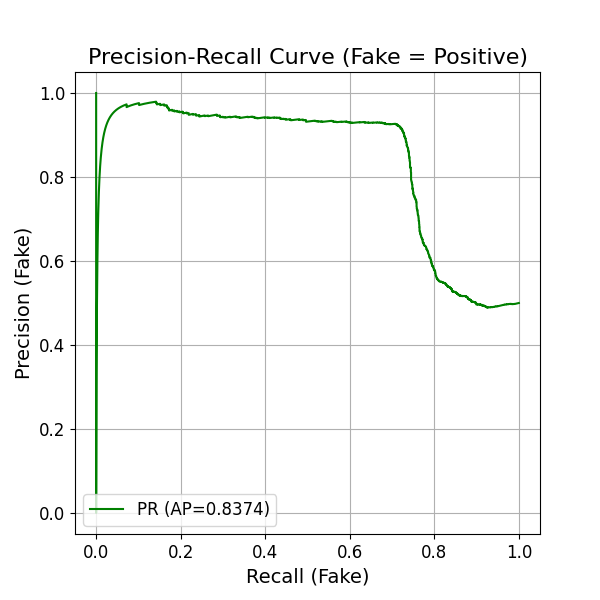 Precision-Recall Curve (Fake = Positive)
Precision (Fake)
1.0
0.8
0.6
0.4
0.2
0.0
PR (AP=0.8374)
0.0 0.2 0.4 0.6 0.8 1.0
Recall (Fake)